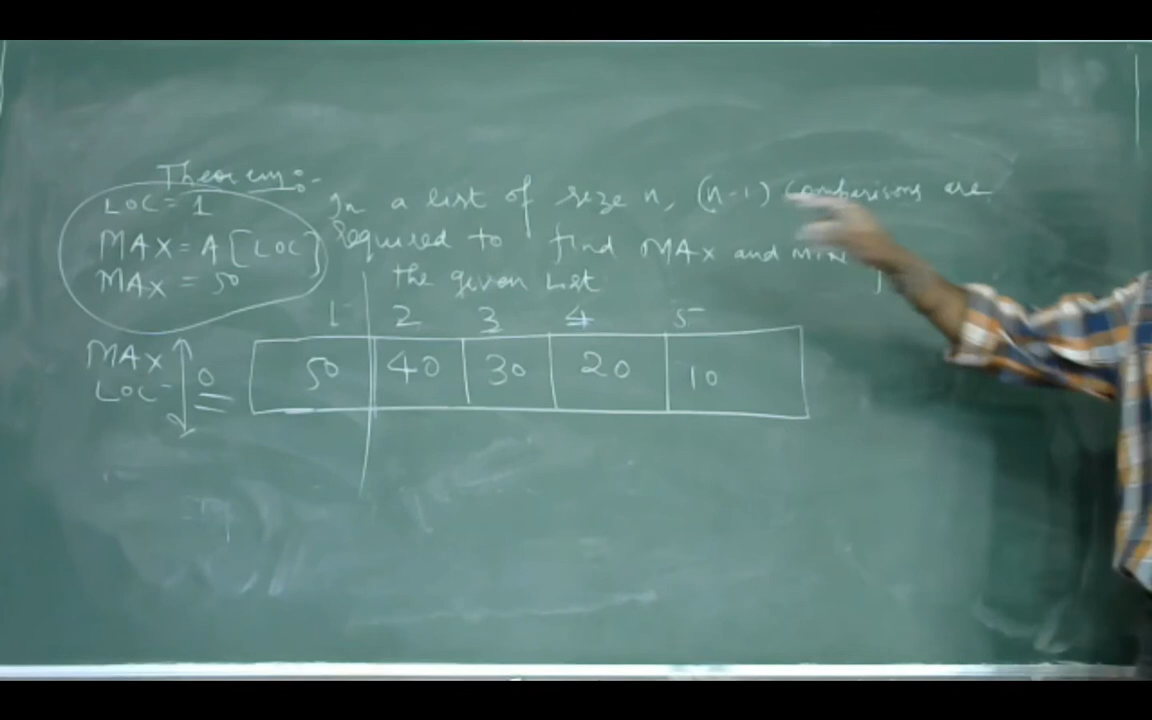 Theorem:-
In a list of size n, (n-1) comparisons are
required to find MAX and MIN
the given List
LOC = 1
MAX = A[LOC]
MAX = 50
1 2 3 4 5
MAX
LOC
0
50 40 30 20 10